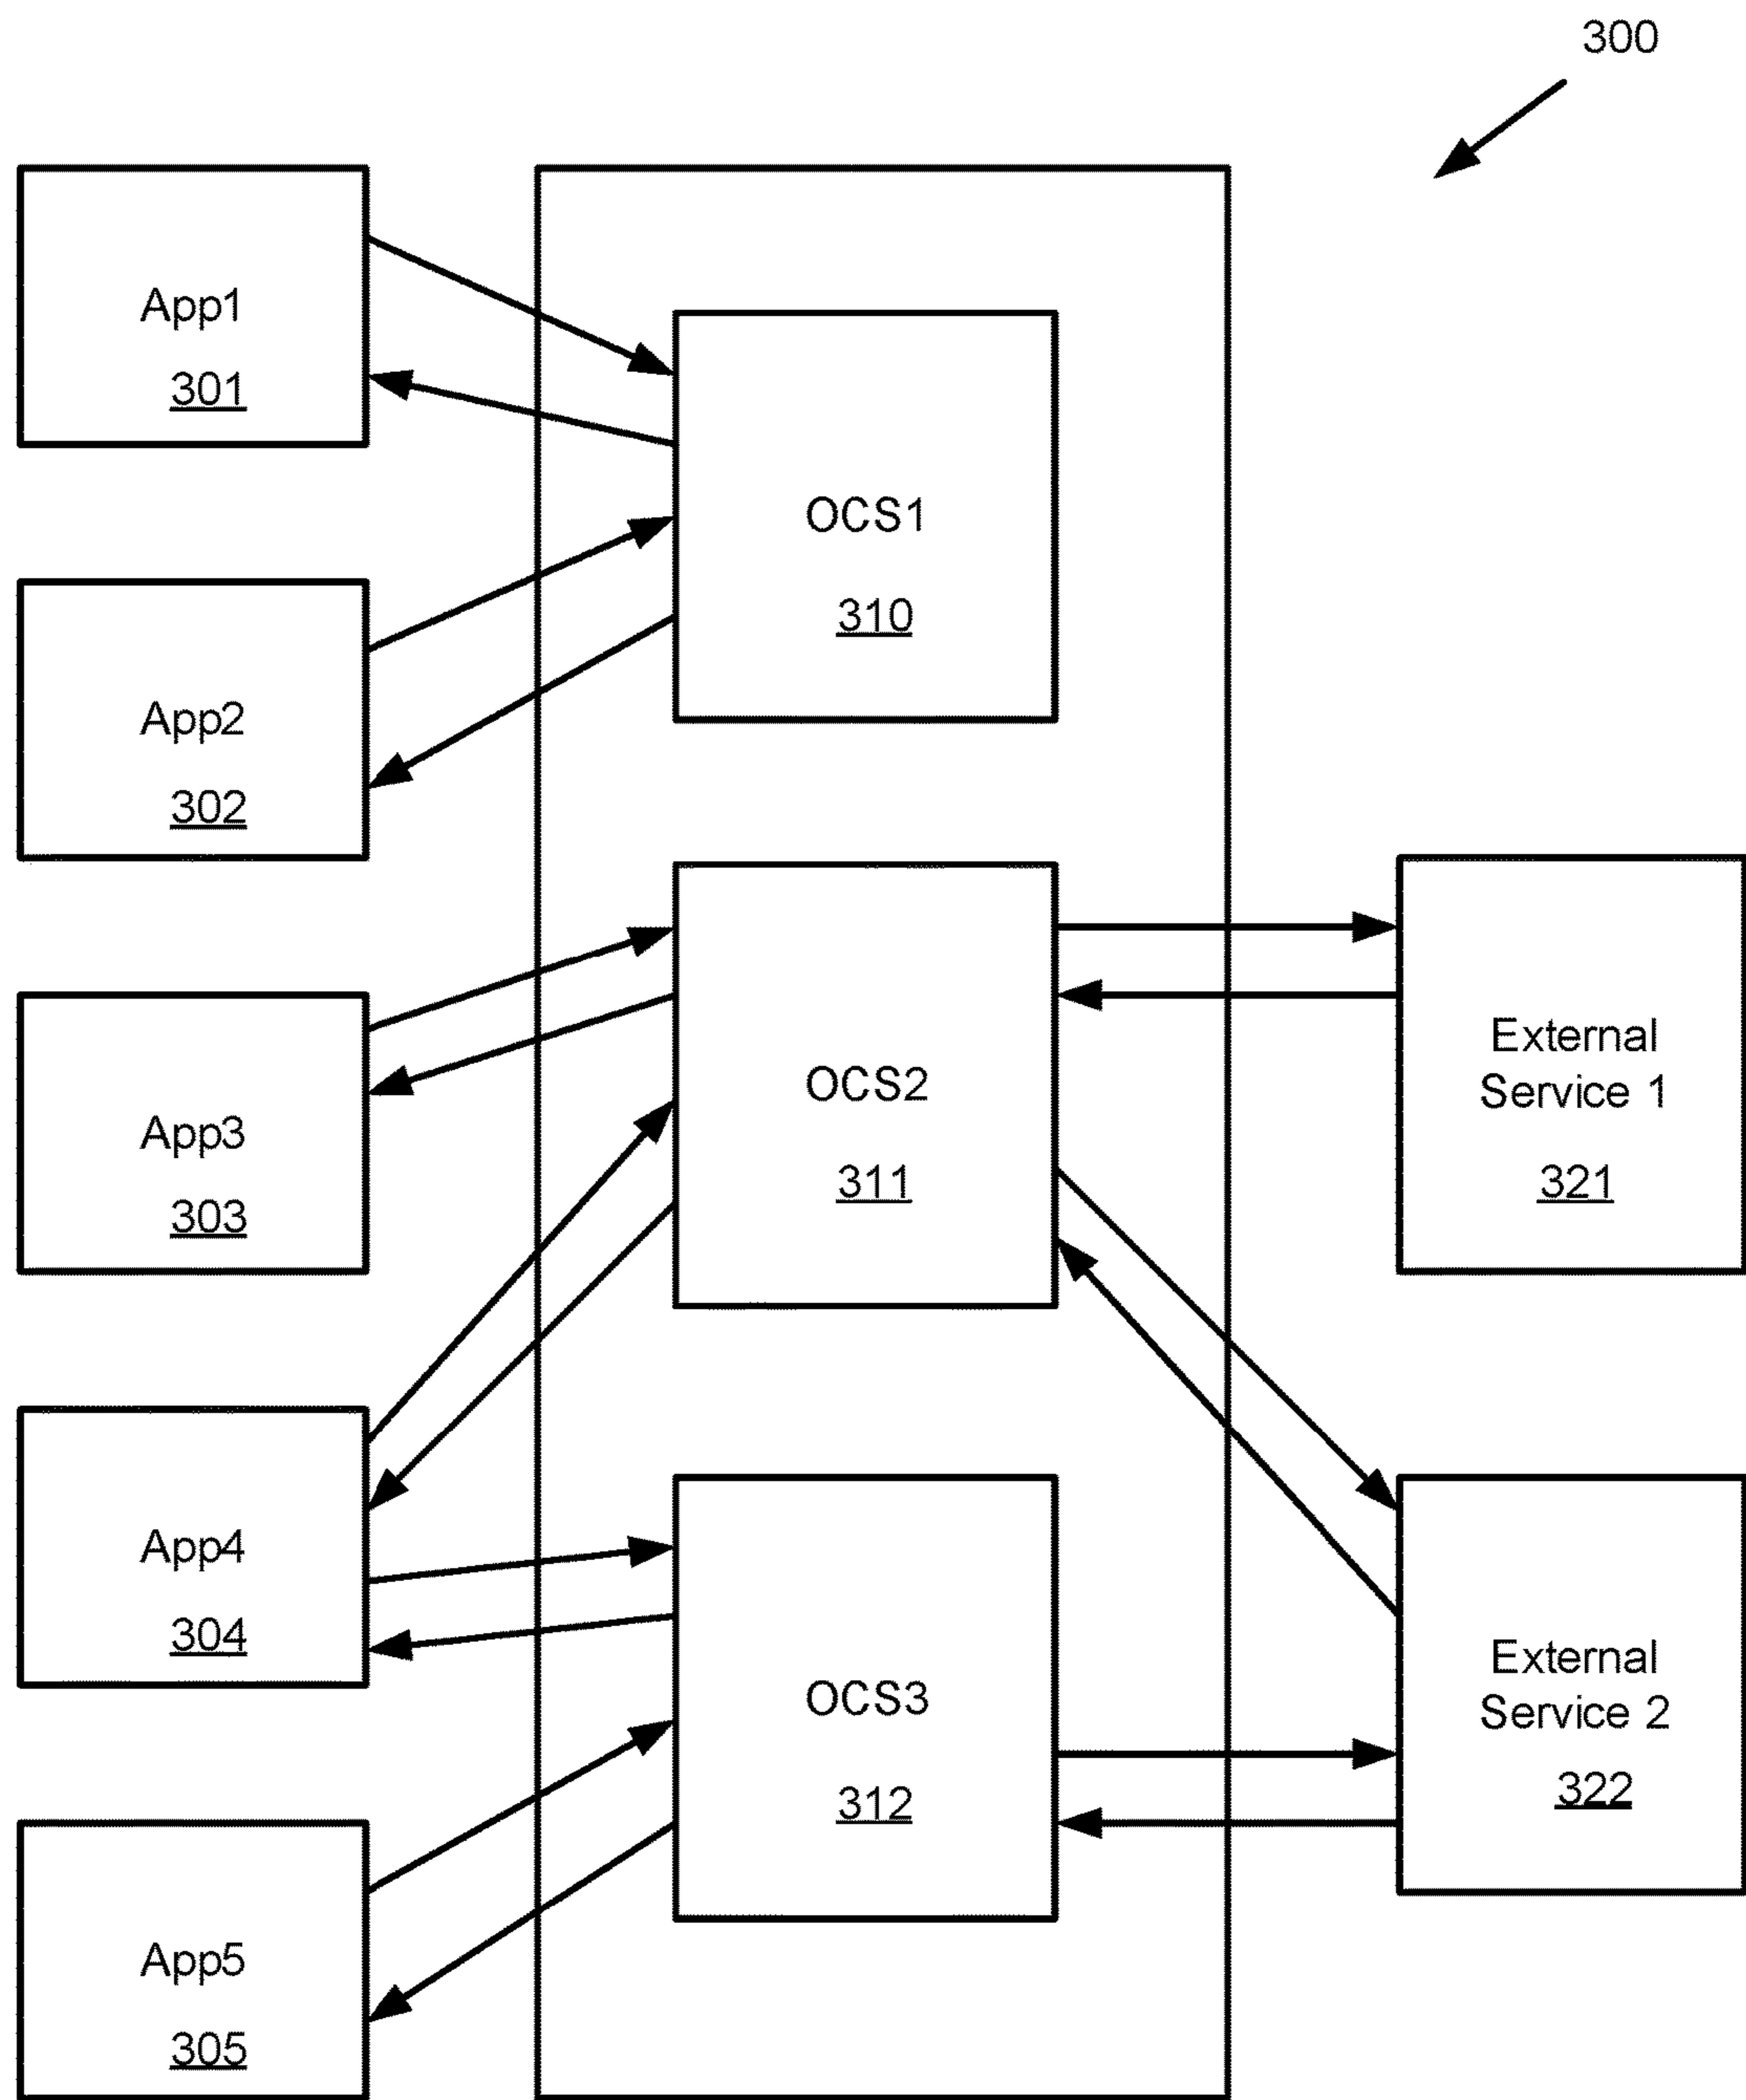 300
App1
301
App2
302
App3
303
App4
304
App5
305
OCS1
310
OCS2
311
OCS3
312
External
Service 1
321
External
Service 2
322